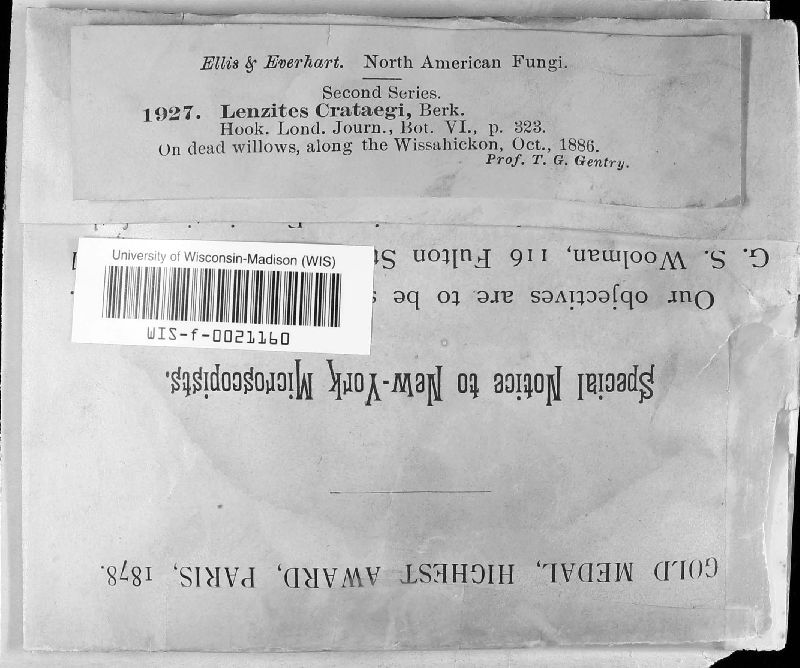 Ellis & Everhart. North American Fungi.
Second Series.
1927. Lenzites Crataegi, Berk.
Hook. Lond. Journ., Bot. VI., p. 323.
On dead willows, along the Wissahickon, Oct., 1886.
Prof. T. G. Gentry.
University of Wisconsin-Madison (WIS)
WIS-f-0021160
GOLD MEDAL, HIGHEST AWARD, PARIS, 1878.
Special Notice to New-York Microscopists.
Our objectives are to be
G. S. Woolman, 116 Fulton